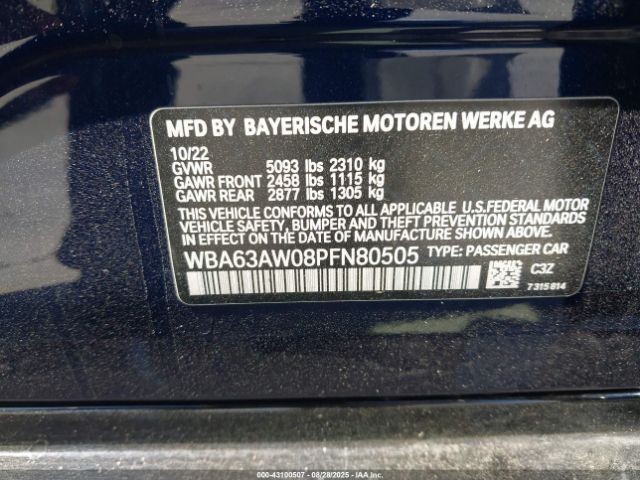 MFD BY BAYERISCHE MOTOREN WERKE AG
10/22
GVWR 5093 lbs 2310 kg
GAWR FRONT 2458 lbs 1115 kg
GAWR REAR 2877 lbs 1305 kg
THIS VEHICLE CONFORMS TO ALL APPLICABLE U.S.FEDERAL MOTOR
VEHICLE SAFETY, BUMPER AND THEFT PREVENTION STANDARDS
IN EFFECT ON THE DATE OF MANUFACTURE SHOWN ABOVE.
WBA63AW08PFN80505 TYPE: PASSENGER CAR
C3Z
7315814
000-43100507 • 08/28/2025 • COPYRIGHT IAA, LLC.